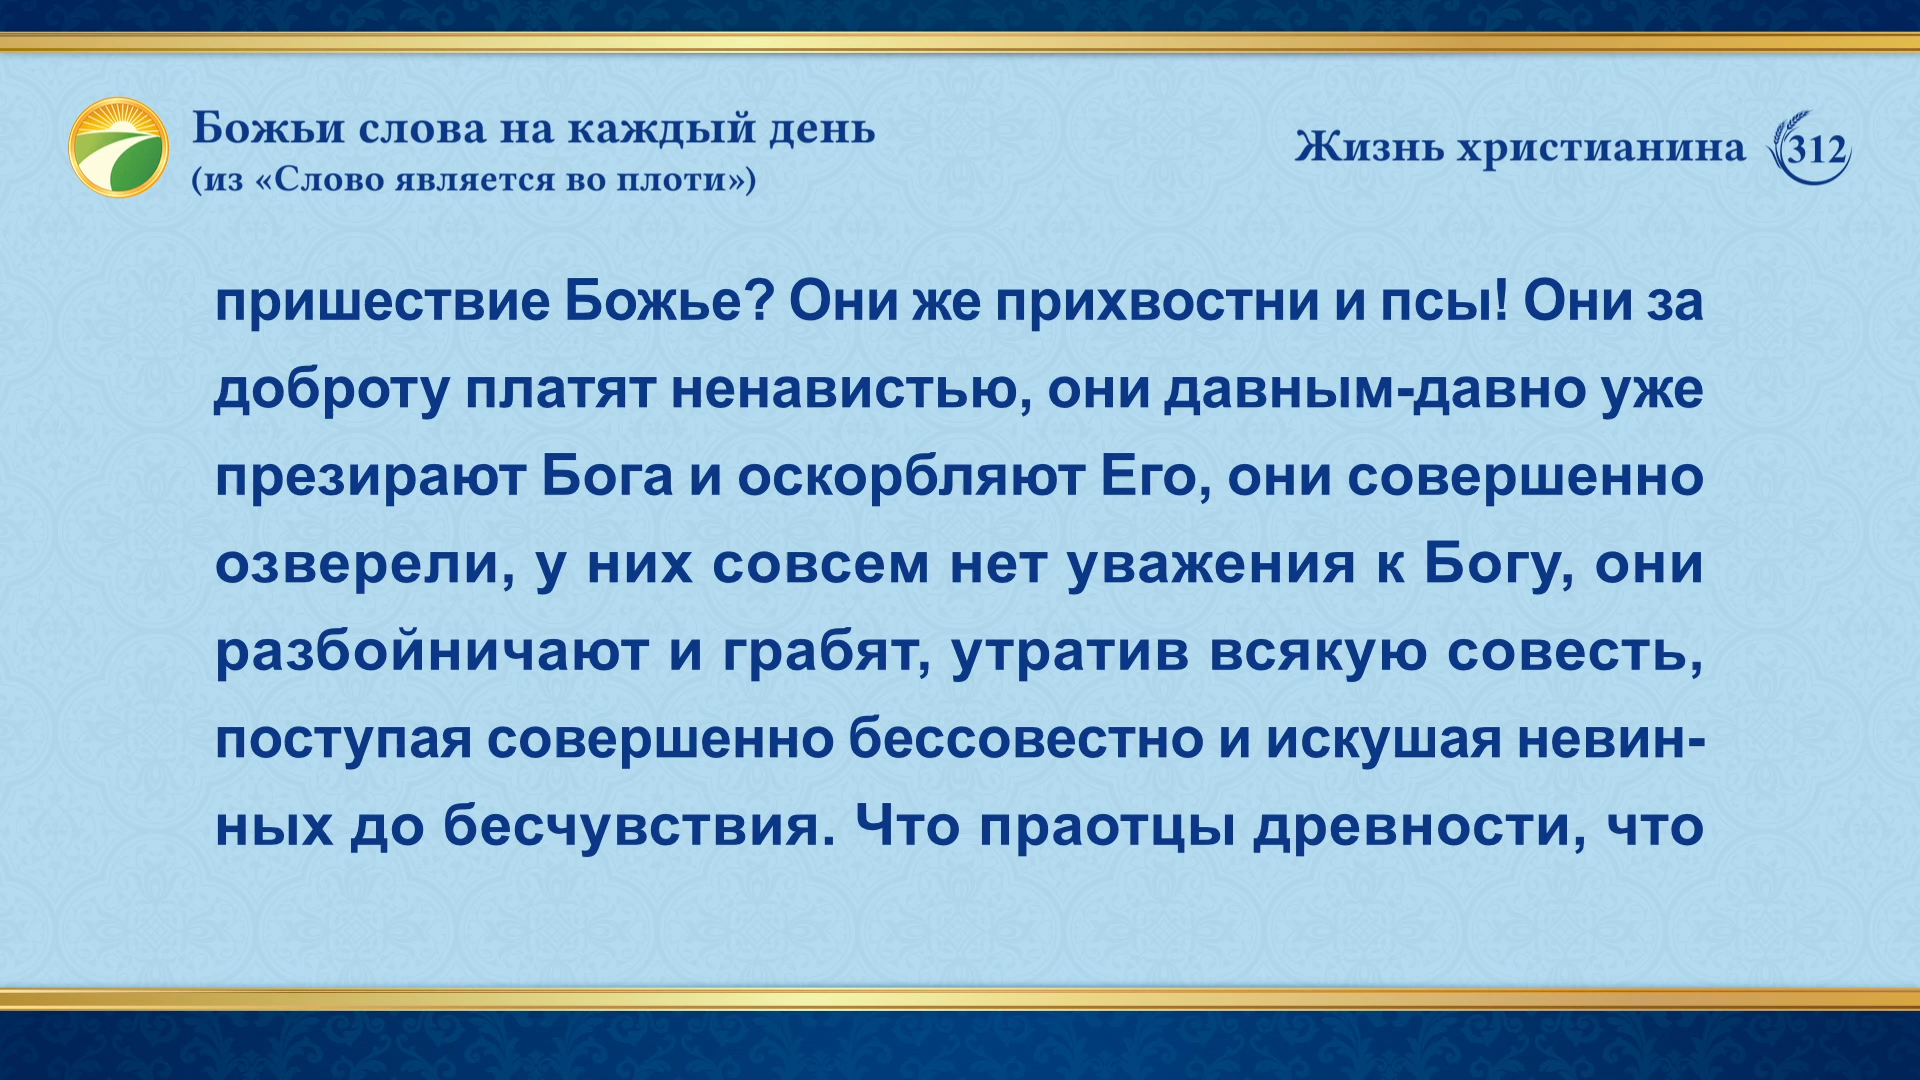 Божьи слова на каждый день
(из «Слово является во плоти»)
Жизнь христианина 312
пришествие Божье? Они же прихвостни и псы! Они за
доброту платят ненавистью, они давным-давно уже
презирают Бога и оскорбляют Его, они совершенно
озверели, у них совсем нет уважения к Богу, они
разбойничают и грабят, утратив всякую совесть,
поступая совершенно бессовестно и искушая невин-
ных до бесчувствия. Что праотцы древности, что